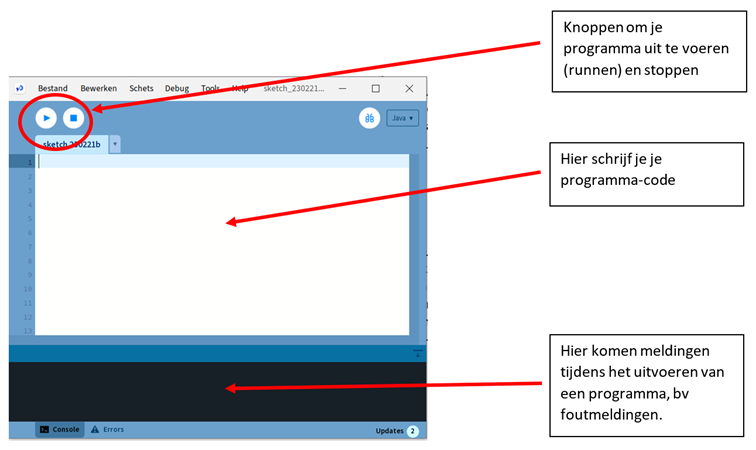 Knoppen om je
programma uit te voeren
(runnen) en stoppen
Bestand Bewerken Schets Debug Tools Help sketch_230221...
Java
sketch_230221b
1
2
3
4
5
6
7
8
9
10
11
12
13
Hier schrijf je je
programma-code
Hier komen meldingen
tijdens het uitvoeren van
een programma, bv
foutmeldingen.
Console Errors Updates 2